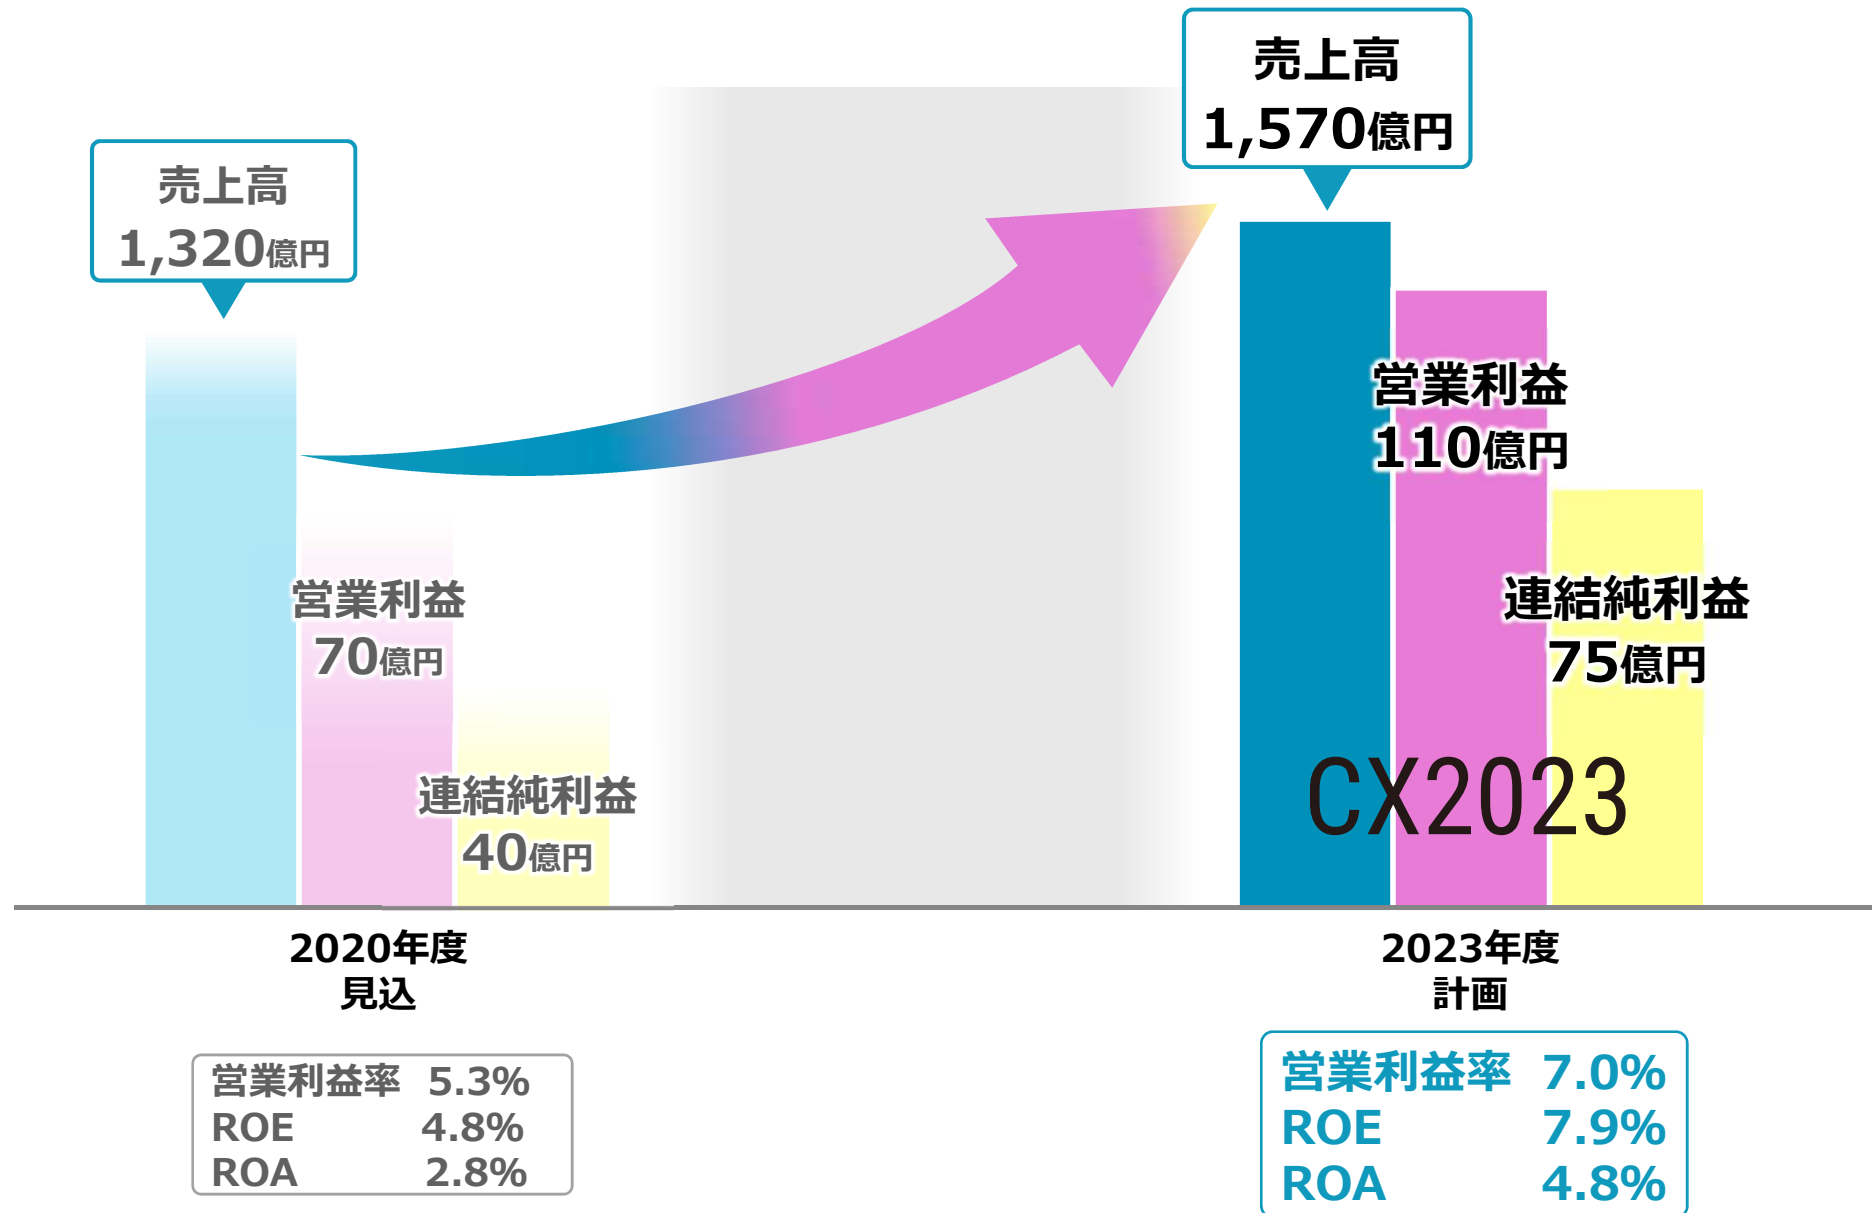 売上高
1,320億円
営業利益
70億円
連結純利益
40億円
2020年度
見込
営業利益率 5.3%
ROE 4.8%
ROA 2.8%
売上高
1,570億円
営業利益
110億円
連結純利益
75億円
CX2023
2023年度
計画
営業利益率 7.0%
ROE 7.9%
ROA 4.8%